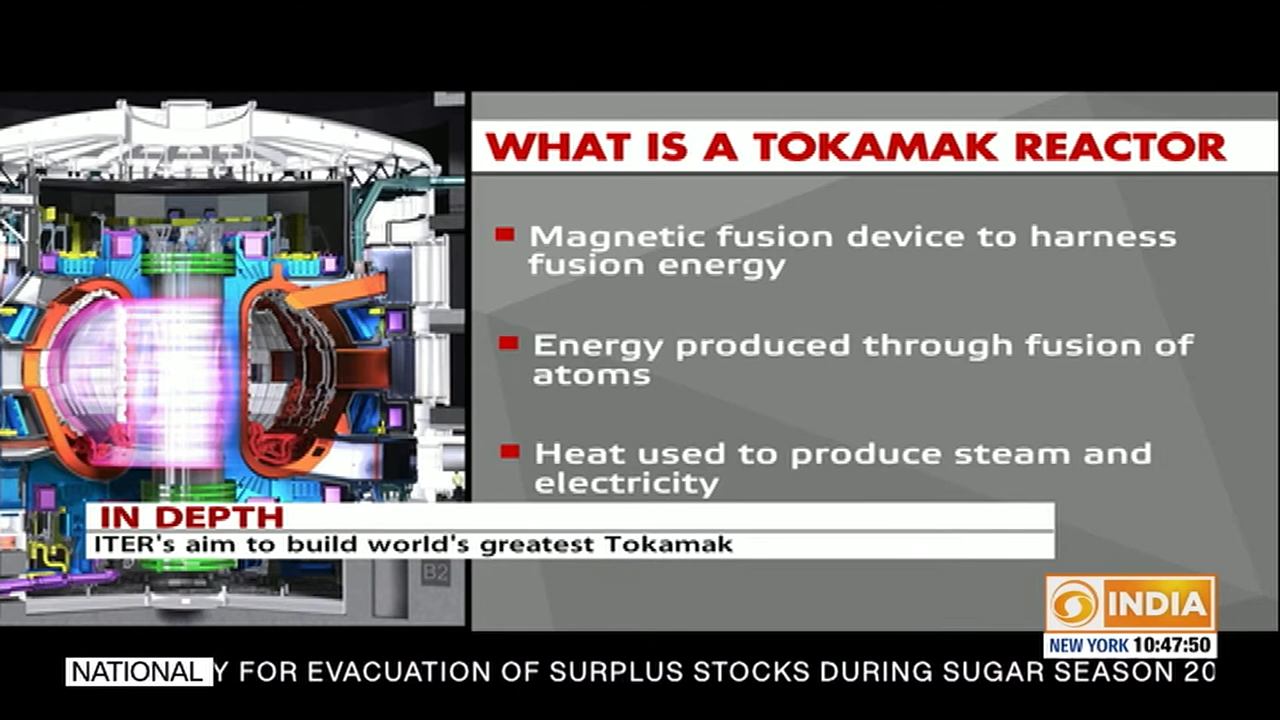 WHAT IS A TOKAMAK REACTOR
Magnetic fusion device to harness
fusion energy
Energy produced through fusion of
atoms
Heat used to produce steam and
electricity
IN DEPTH
ITER's aim to build world's greatest Tokamak
B2
INDIA
NEW YORK 10:47:50
NATIONAL Y FOR EVACUATION OF SURPLUS STOCKS DURING SUGAR SEASON 20